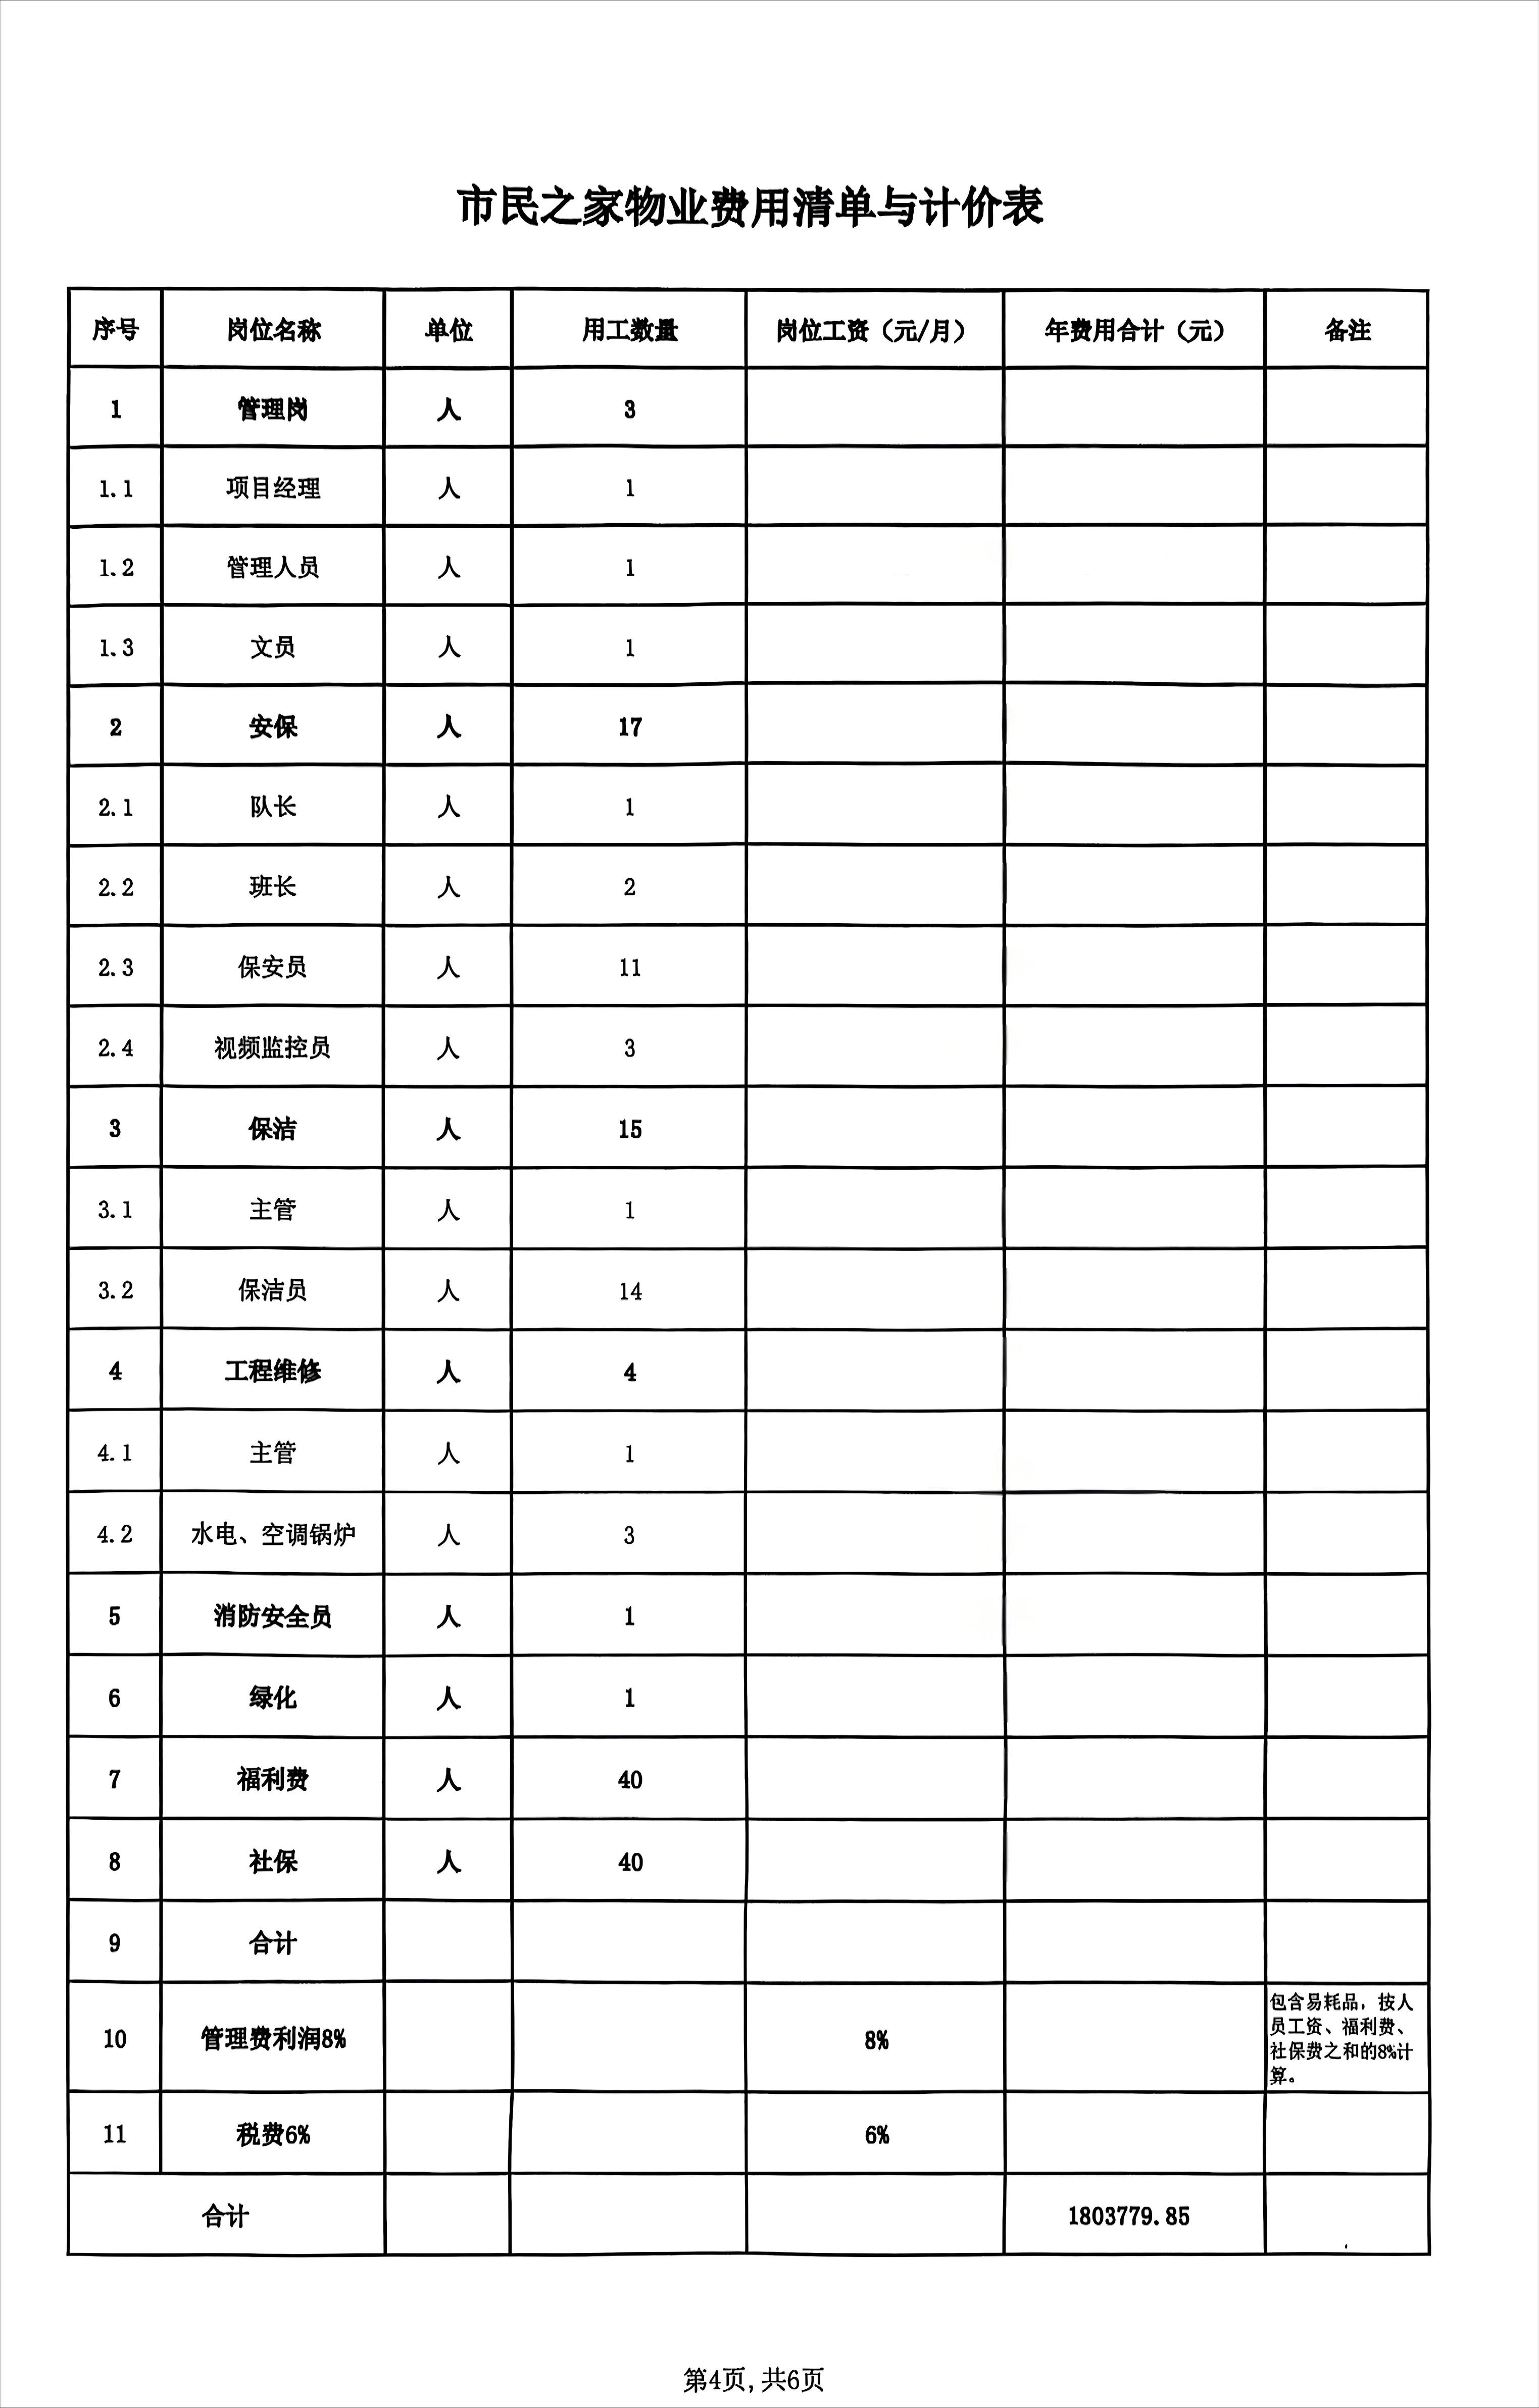 市民之家物业费用清单与计价表
序号 岗位名称 单位 用工数量 岗位工资（元/月） 年费用合计（元） 备注
1 管理岗 人 3
1.1 项目经理 人 1
1.2 管理人员 人 1
1.3 文员 人 1
2 安保 人 17
2.1 队长 人 1
2.2 班长 人 2
2.3 保安员 人 11
2.4 视频监控员 人 3
3 保洁 人 15
3.1 主管 人 1
3.2 保洁员 人 14
4 工程维修 人 4
4.1 主管 人 1
4.2 水电、空调锅炉 人 3
5 消防安全员 人 1
6 绿化 人 1
7 福利费 人 40
8 社保 人 40
9 合计
10 管理费利润8% 8%
包含易耗品，按人
员工资、福利费、
社保费之和的8%计
算。
11 税费6% 6%
合计 1803779.85
第4页,共6页